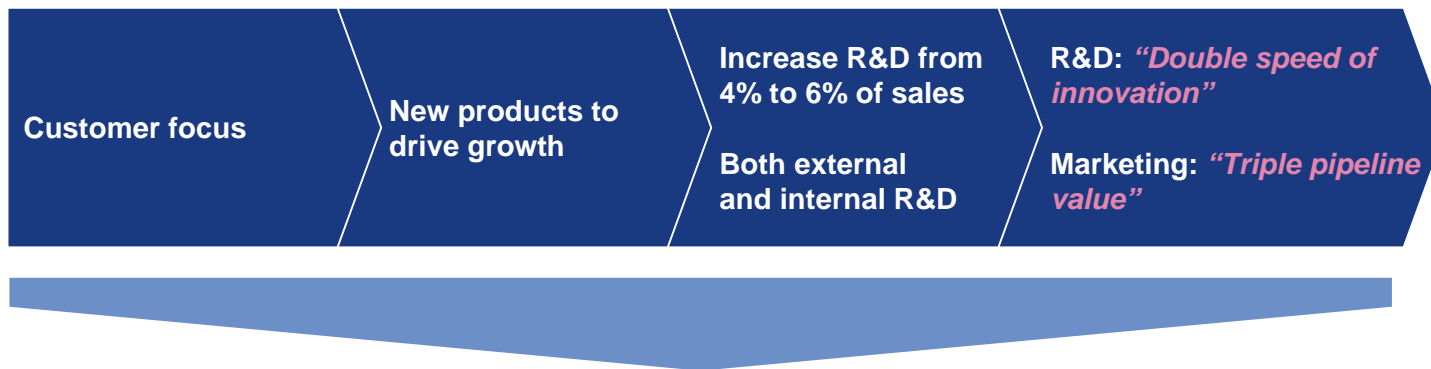 Customer focus
New products to
drive growth
Increase R&D from
4% to 6% of sales
Both external
and internal R&D
R&D: “Double speed of
innovation”
Marketing: “Triple pipeline
value”